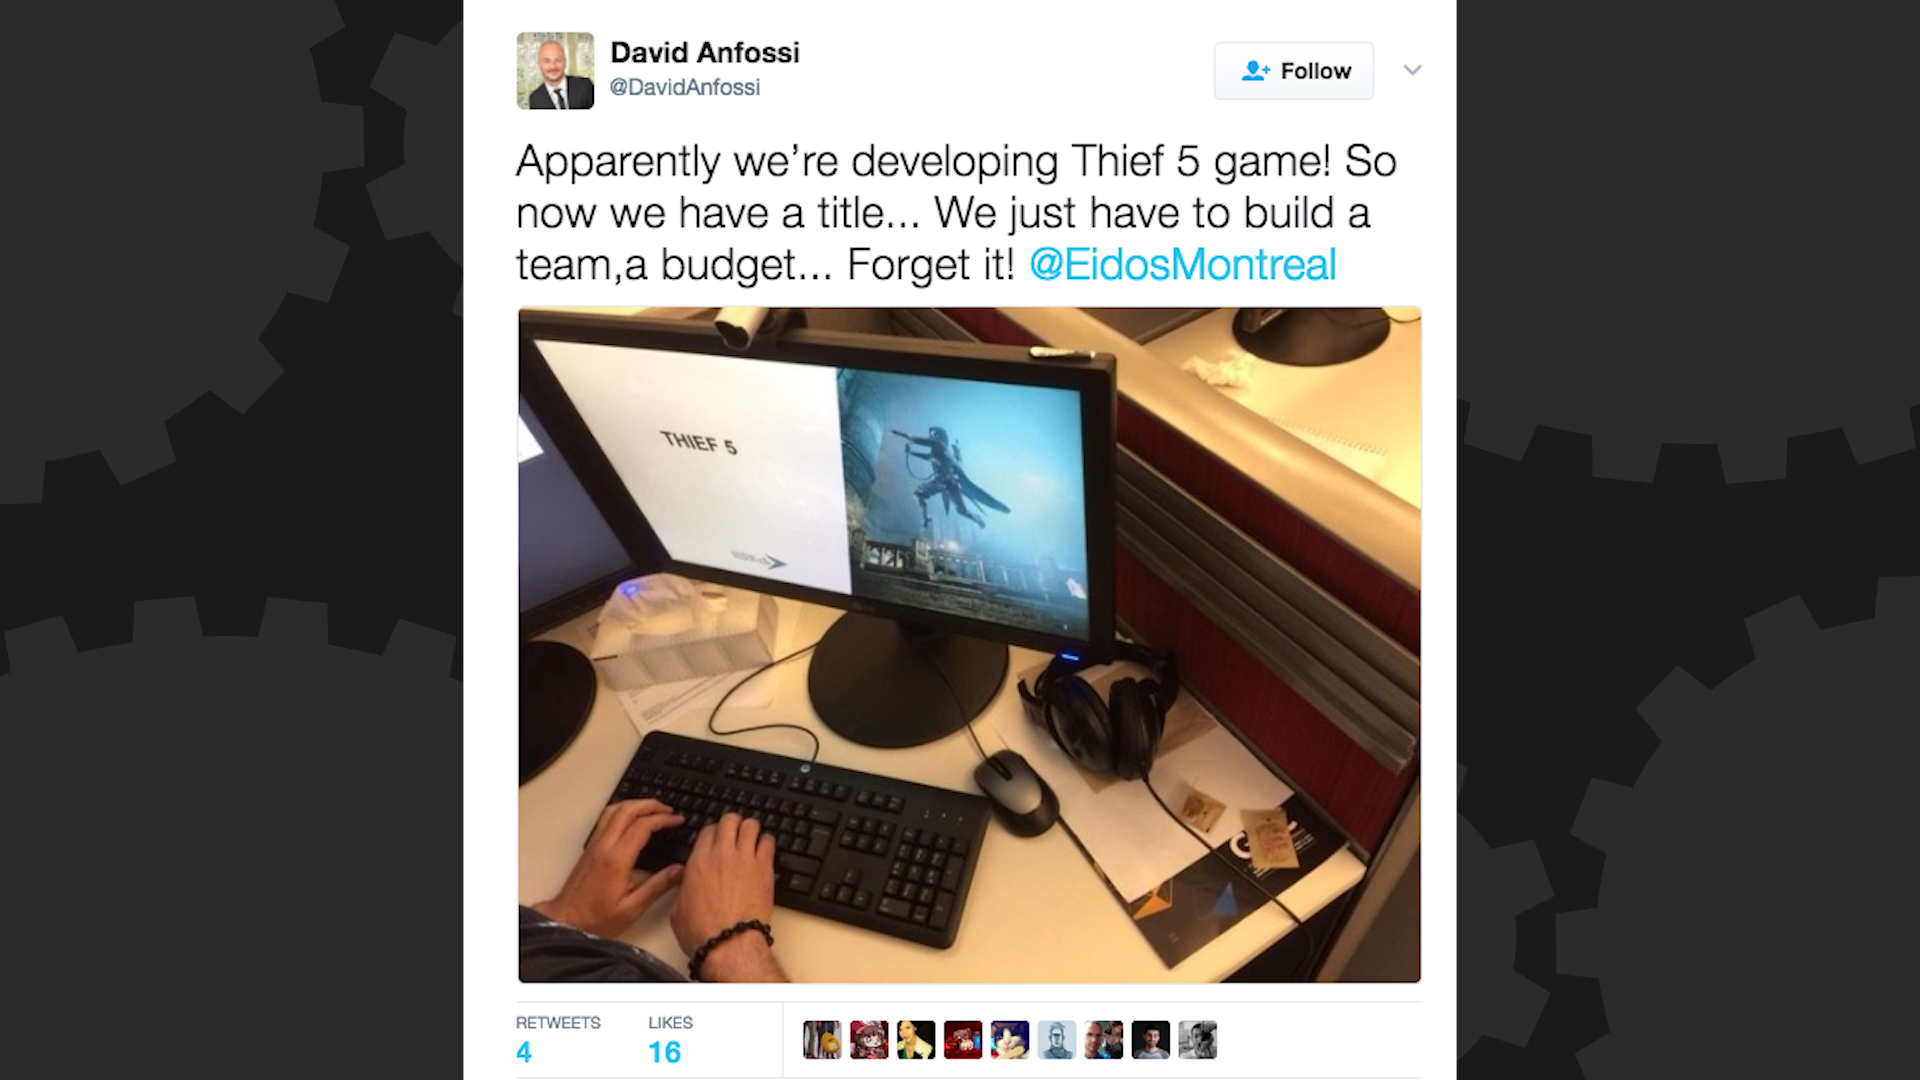 David Anfossi
@DavidAnfossi
Follow
Apparently we’re developing Thief 5 game! So
now we have a title... We just have to build a
team,a budget... Forget it! @EidosMontreal
THIEF 5
RETWEETS
LIKES
4
16